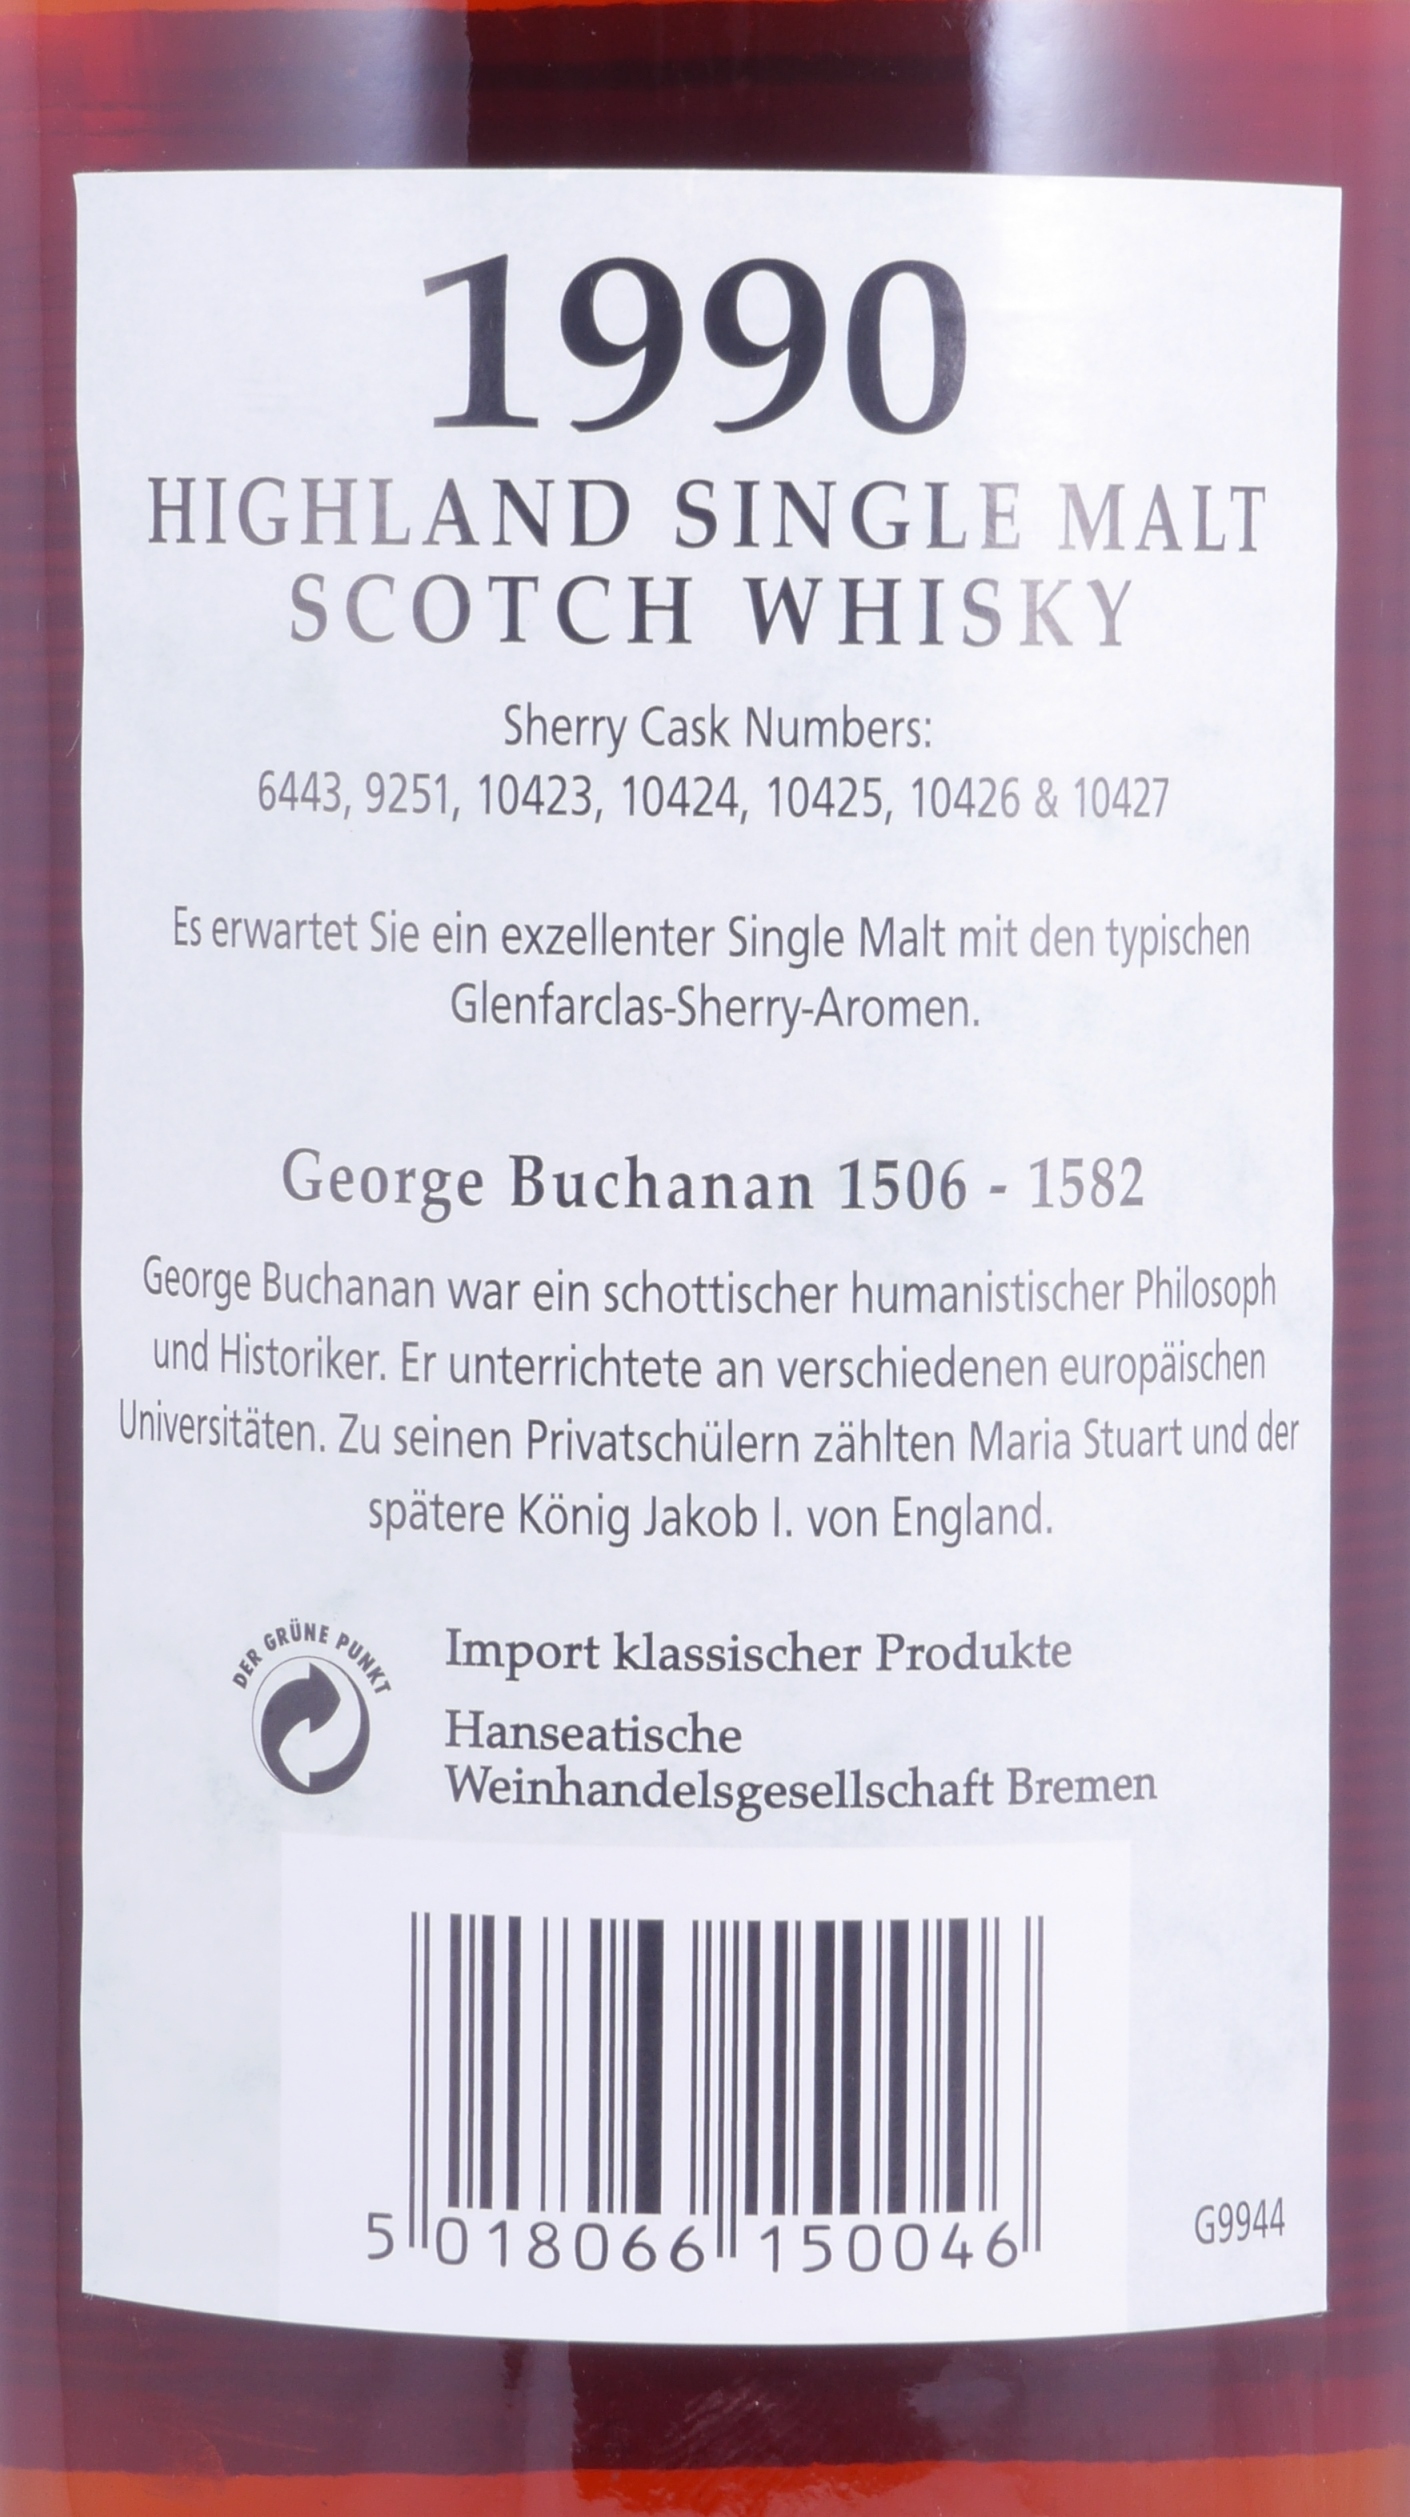 1990
HIGHLAND SINGLE MALT
SCOTCH WHISKY
Sherry Cask Numbers:
6443, 9251, 10423, 10424, 10425, 10426 & 10427
Es erwartet Sie ein exzellenter Single Malt mit den typischen
Glenfarclas-Sherry-Aromen.
George Buchanan 1506 - 1582
George Buchanan war ein schottischer humanistischer Philosoph
und Historiker. Er unterrichtete an verschiedenen europäischen
Universitäten. Zu seinen Privatschülern zählten Maria Stuart und der
spätere König Jakob I. von England.
DER GRÜNE PUNKT
Import klassischer Produkte
Hanseatische
Weinhandelsgesellschaft Bremen
5 018066 150046
G9944